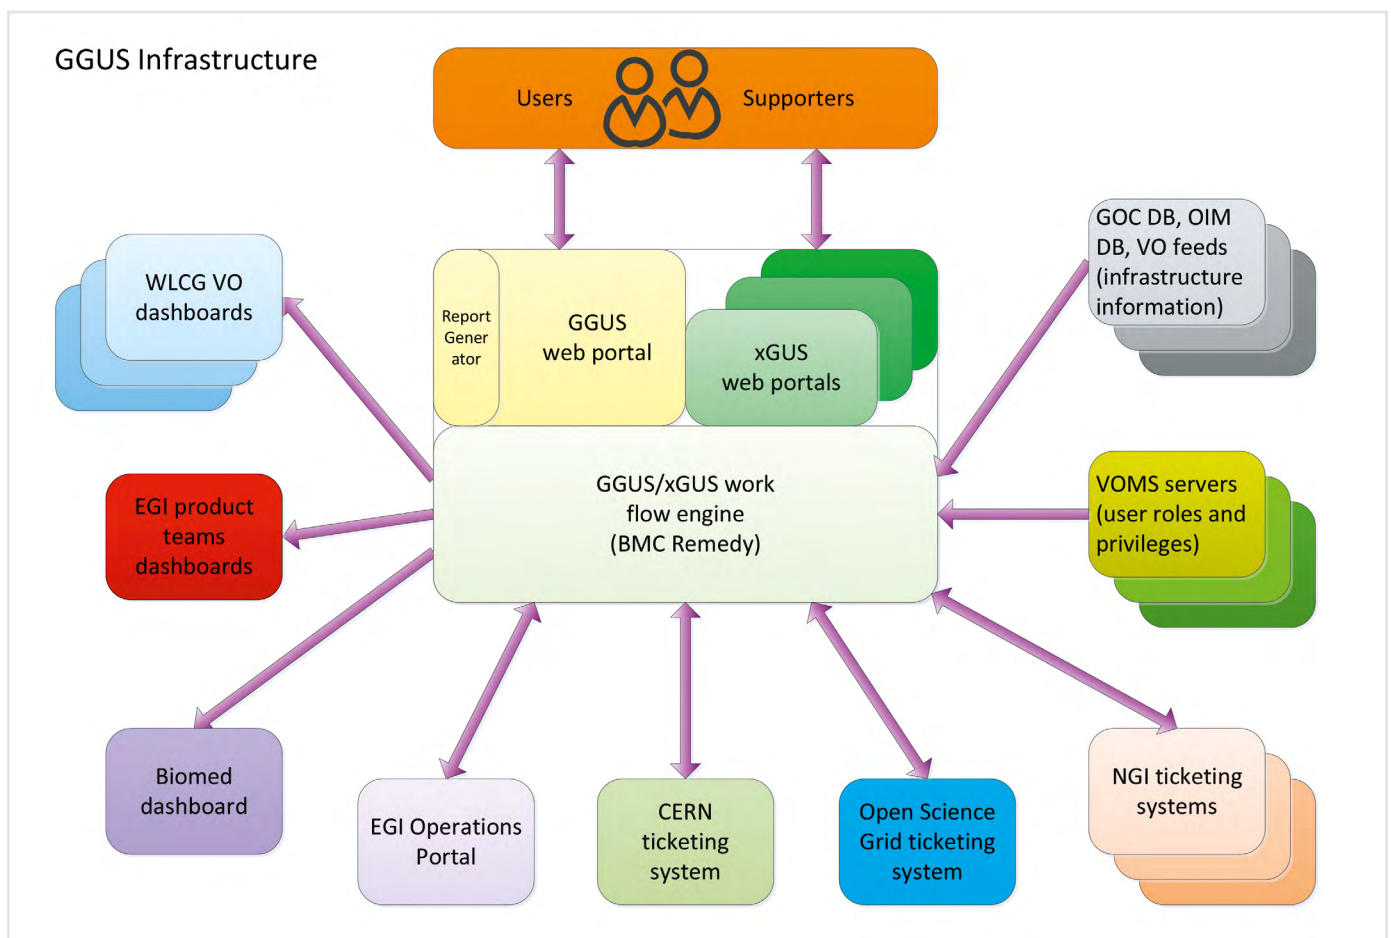 GGUS Infrastructure
Users
Supporters
WLCG VO
dashboards
Report
Gener
ator
GGUS
web portal
xGUS
web portals
GOC DB, OIM
DB, VO feeds
(infrastructure
information)
EGI product
teams
dashboards
GGUS/xGUS work
flow engine
(BMC Remedy)
VOMS servers
(user roles and
privileges)
Biomed
dashboard
EGI Operations
Portal
CERN
ticketing
system
Open Science
Grid ticketing
system
NGI ticketing
systems